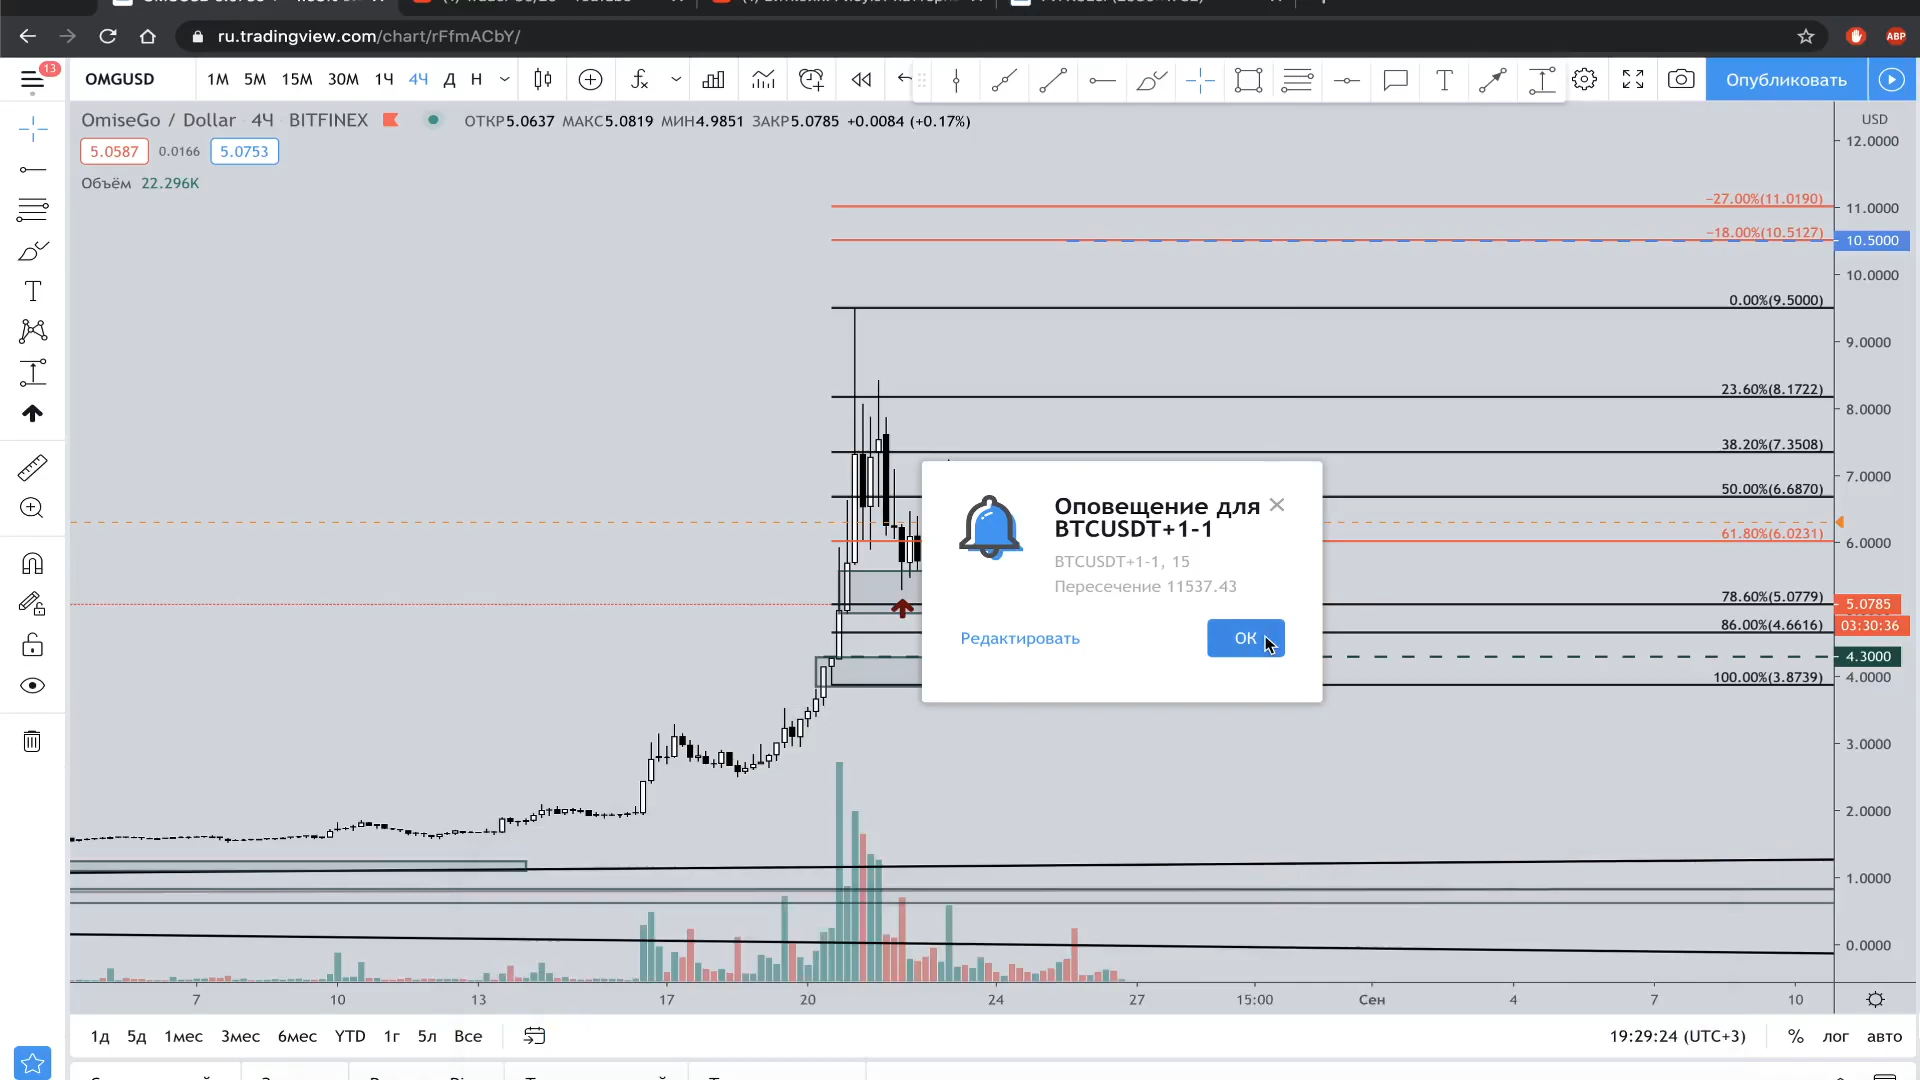 ru.tradingview.com/chart/rFfmACbY/
ABP
13
OMGUSD
1М 5М 15М 30М 1Ч 4Ч Д Н
Опубликовать
OmiseGo / Dollar 4Ч BITFINEX
ОТКР5.0637 МАКС5.0819 МИН4.9851 ЗАКР5.0785 +0.0084 (+0.17%)
5.0587 0.0166 5.0753
Объём 22.296K
USD
12.0000
−27.00%(11.0190)
11.0000
−18.00%(10.5127)
10.5000
10.0000
0.00%(9.5000)
9.0000
23.60%(8.1722)
8.0000
38.20%(7.3508)
7.0000
50.00%(6.6870)
61.80%(6.0231)
6.0000
Оповещение для
BTCUSDT+1-1
BTCUSDT+1-1, 15
Пересечение 11537.43
Редактировать
ОК
78.60%(5.0779)
5.0785
86.00%(4.6616)
03:30:36
4.3000
100.00%(3.8739)
4.0000
3.0000
2.0000
1.0000
0.0000
7 10 13 17 20 24 27 15:00 Сен 4 7 10
1д 5д 1мес 3мес 6мес YTD 1г 5л Все
19:29:24 (UTC+3) % лог авто